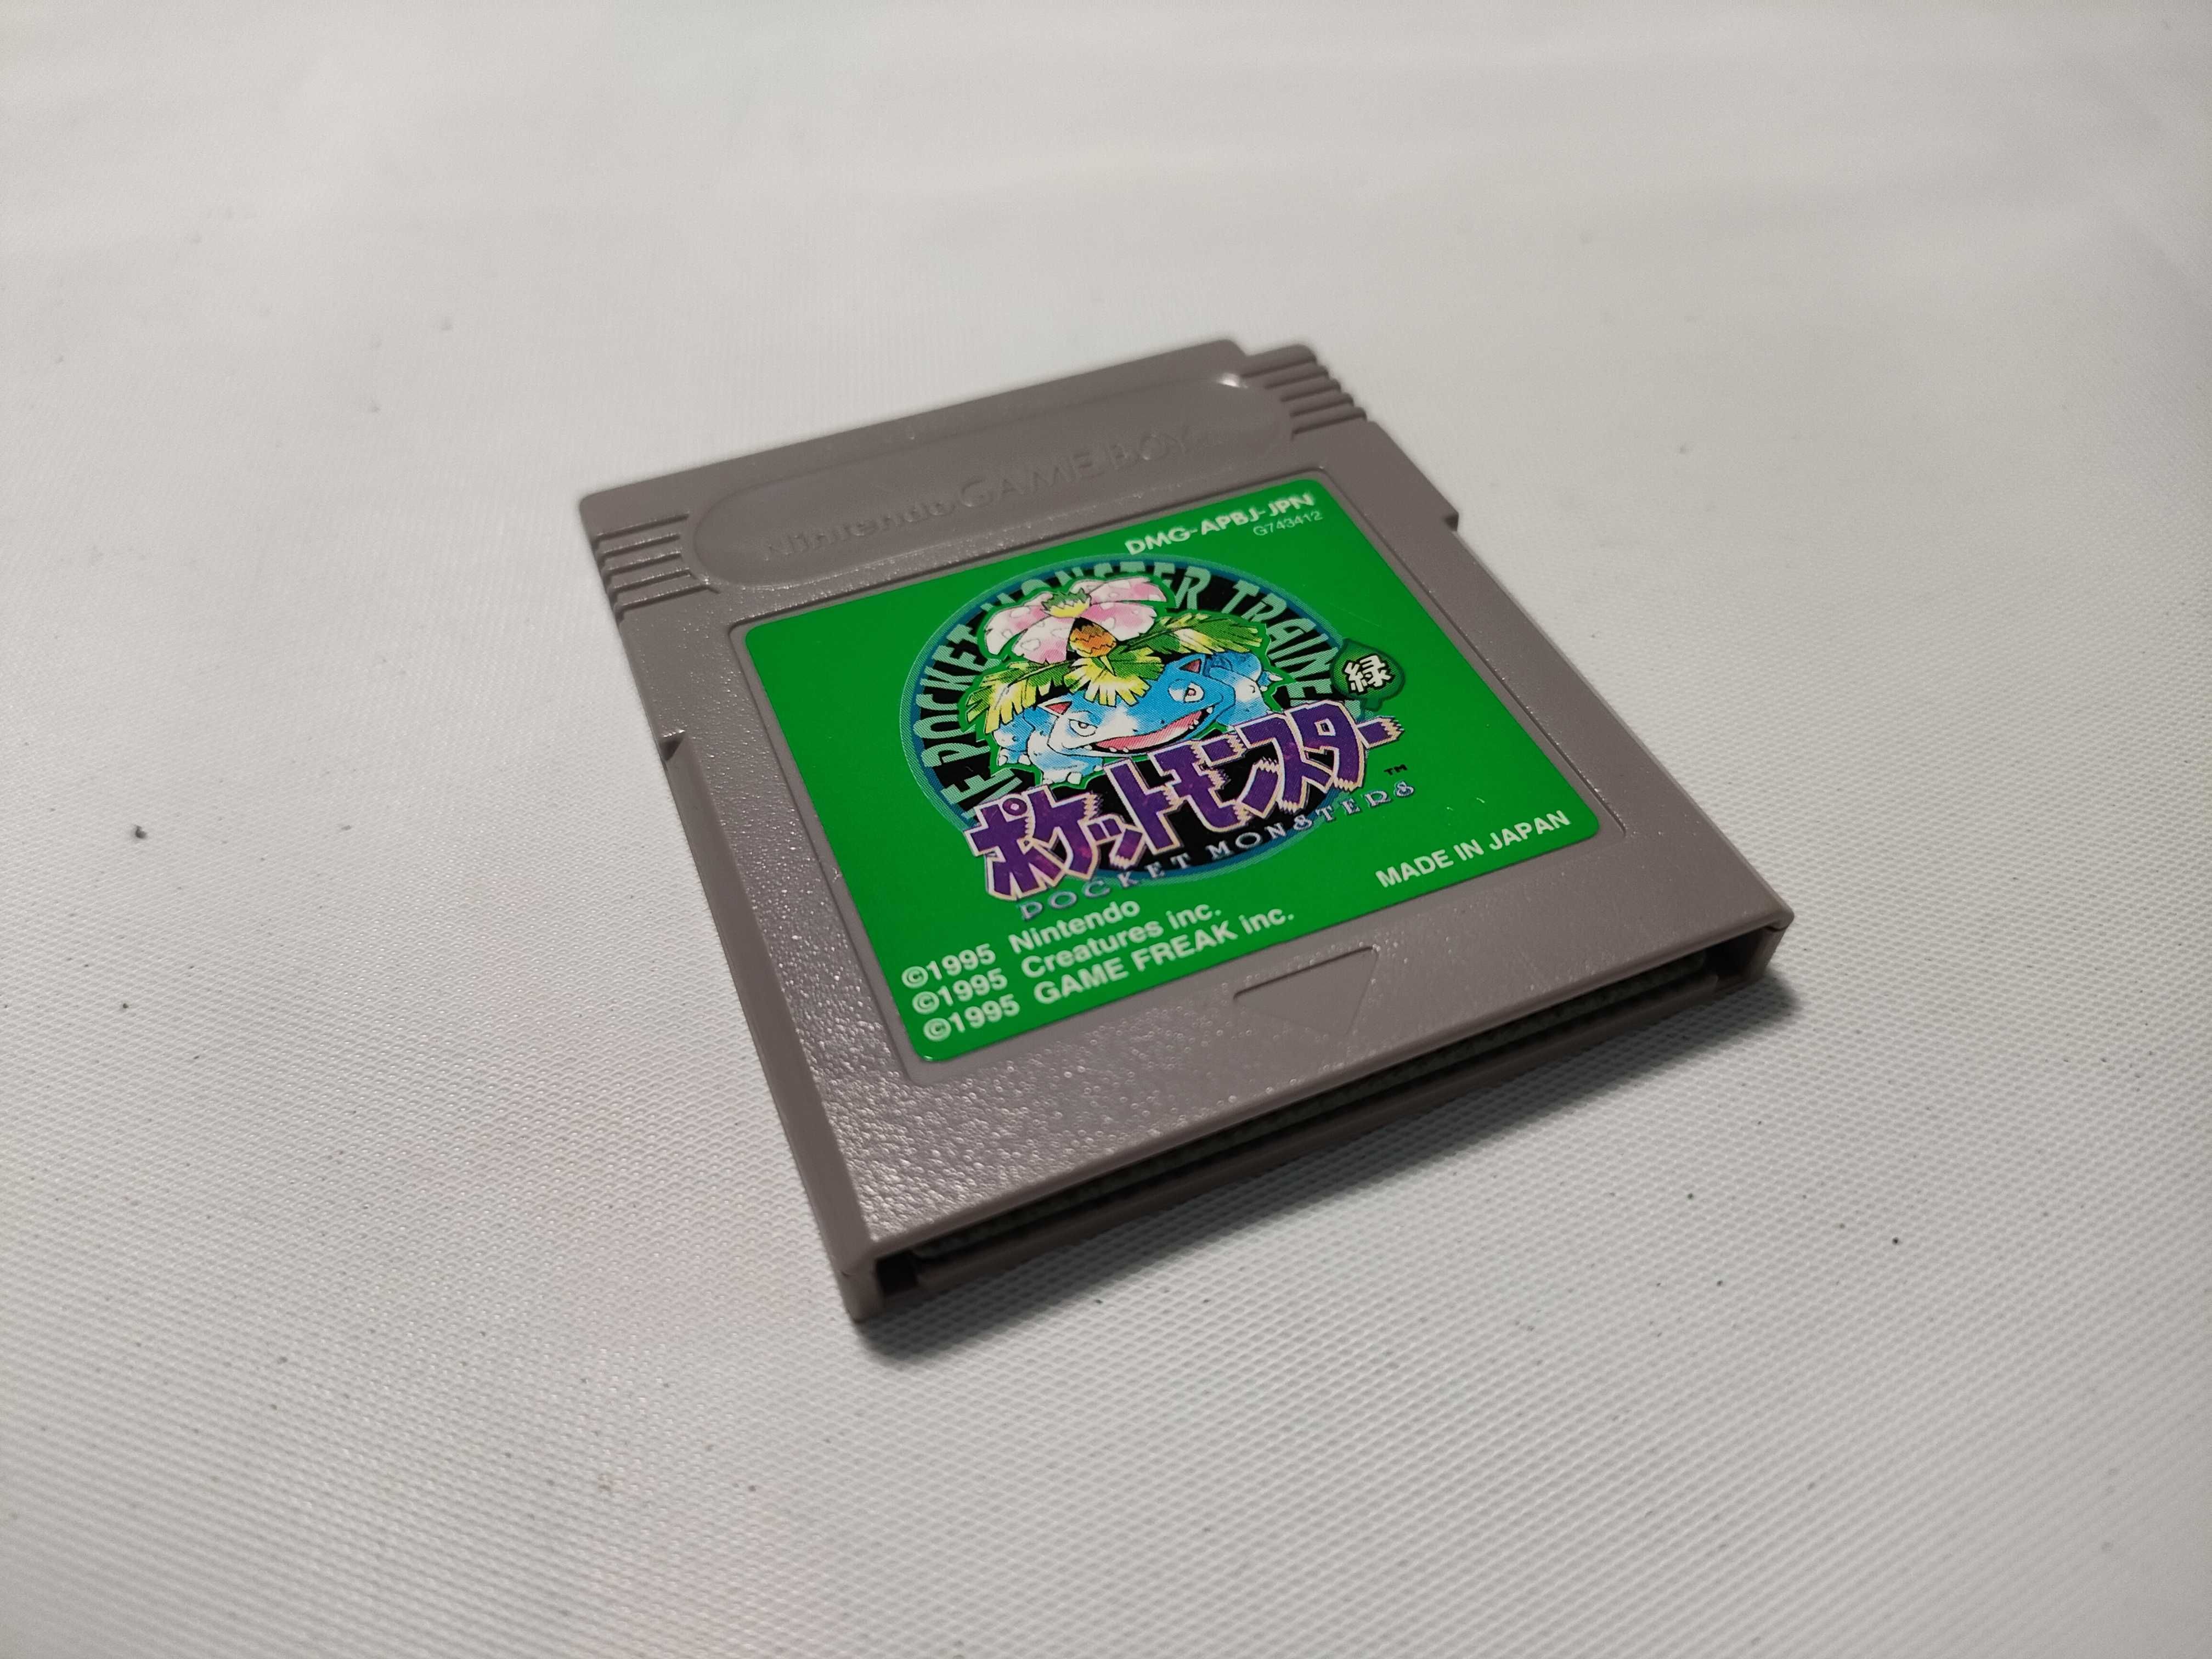 Nintendo GAME BOY
DMG-APBJ-JPN
G743412
POCKET MONSTER TRAINE
緑
ポケットモンスター
TM
POCKET MONSTERS
MADE IN JAPAN
©1995 Nintendo
©1995 Creatures inc.
©1995 GAME FREAK inc.